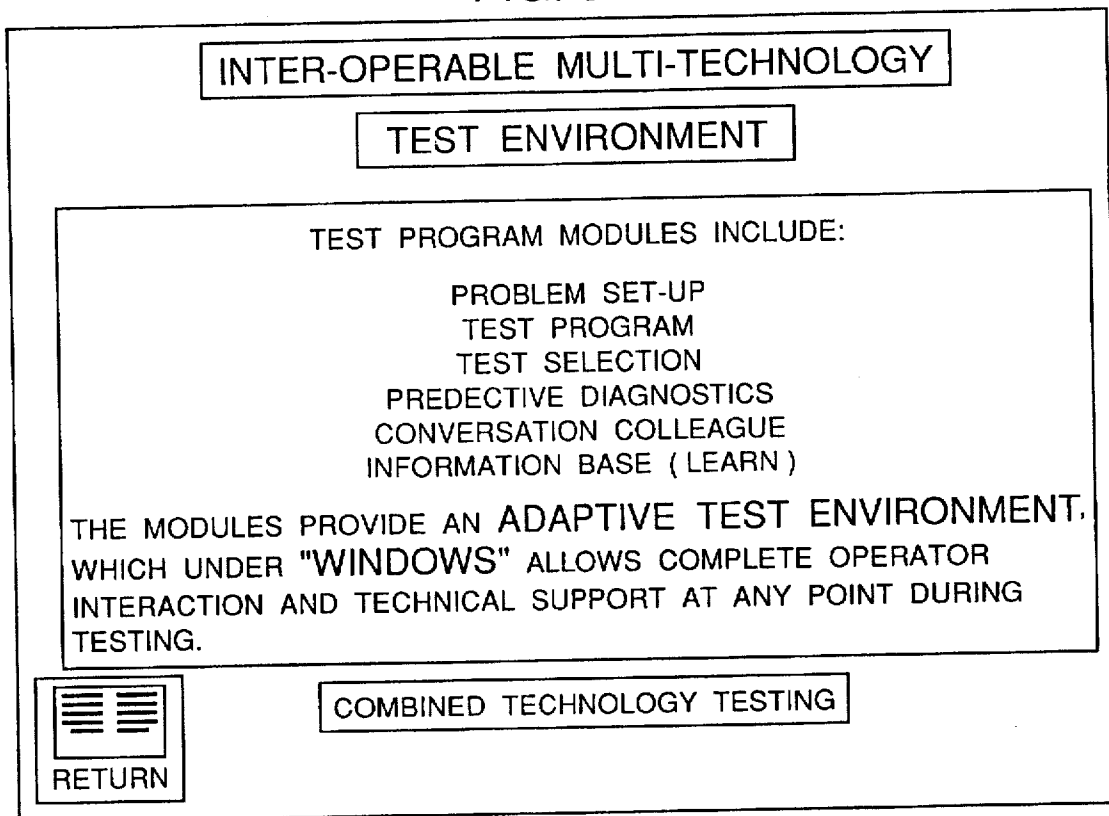 INTER-OPERABLE MULTI-TECHNOLOGY
TEST ENVIRONMENT
TEST PROGRAM MODULES INCLUDE:
PROBLEM SET-UP
TEST PROGRAM
TEST SELECTION
PREDECTIVE DIAGNOSTICS
CONVERSATION COLLEAGUE
INFORMATION BASE ( LEARN )
THE MODULES PROVIDE AN ADAPTIVE TEST ENVIRONMENT,
WHICH UNDER "WINDOWS" ALLOWS COMPLETE OPERATOR
INTERACTION AND TECHNICAL SUPPORT AT ANY POINT DURING
TESTING.
COMBINED TECHNOLOGY TESTING
RETURN